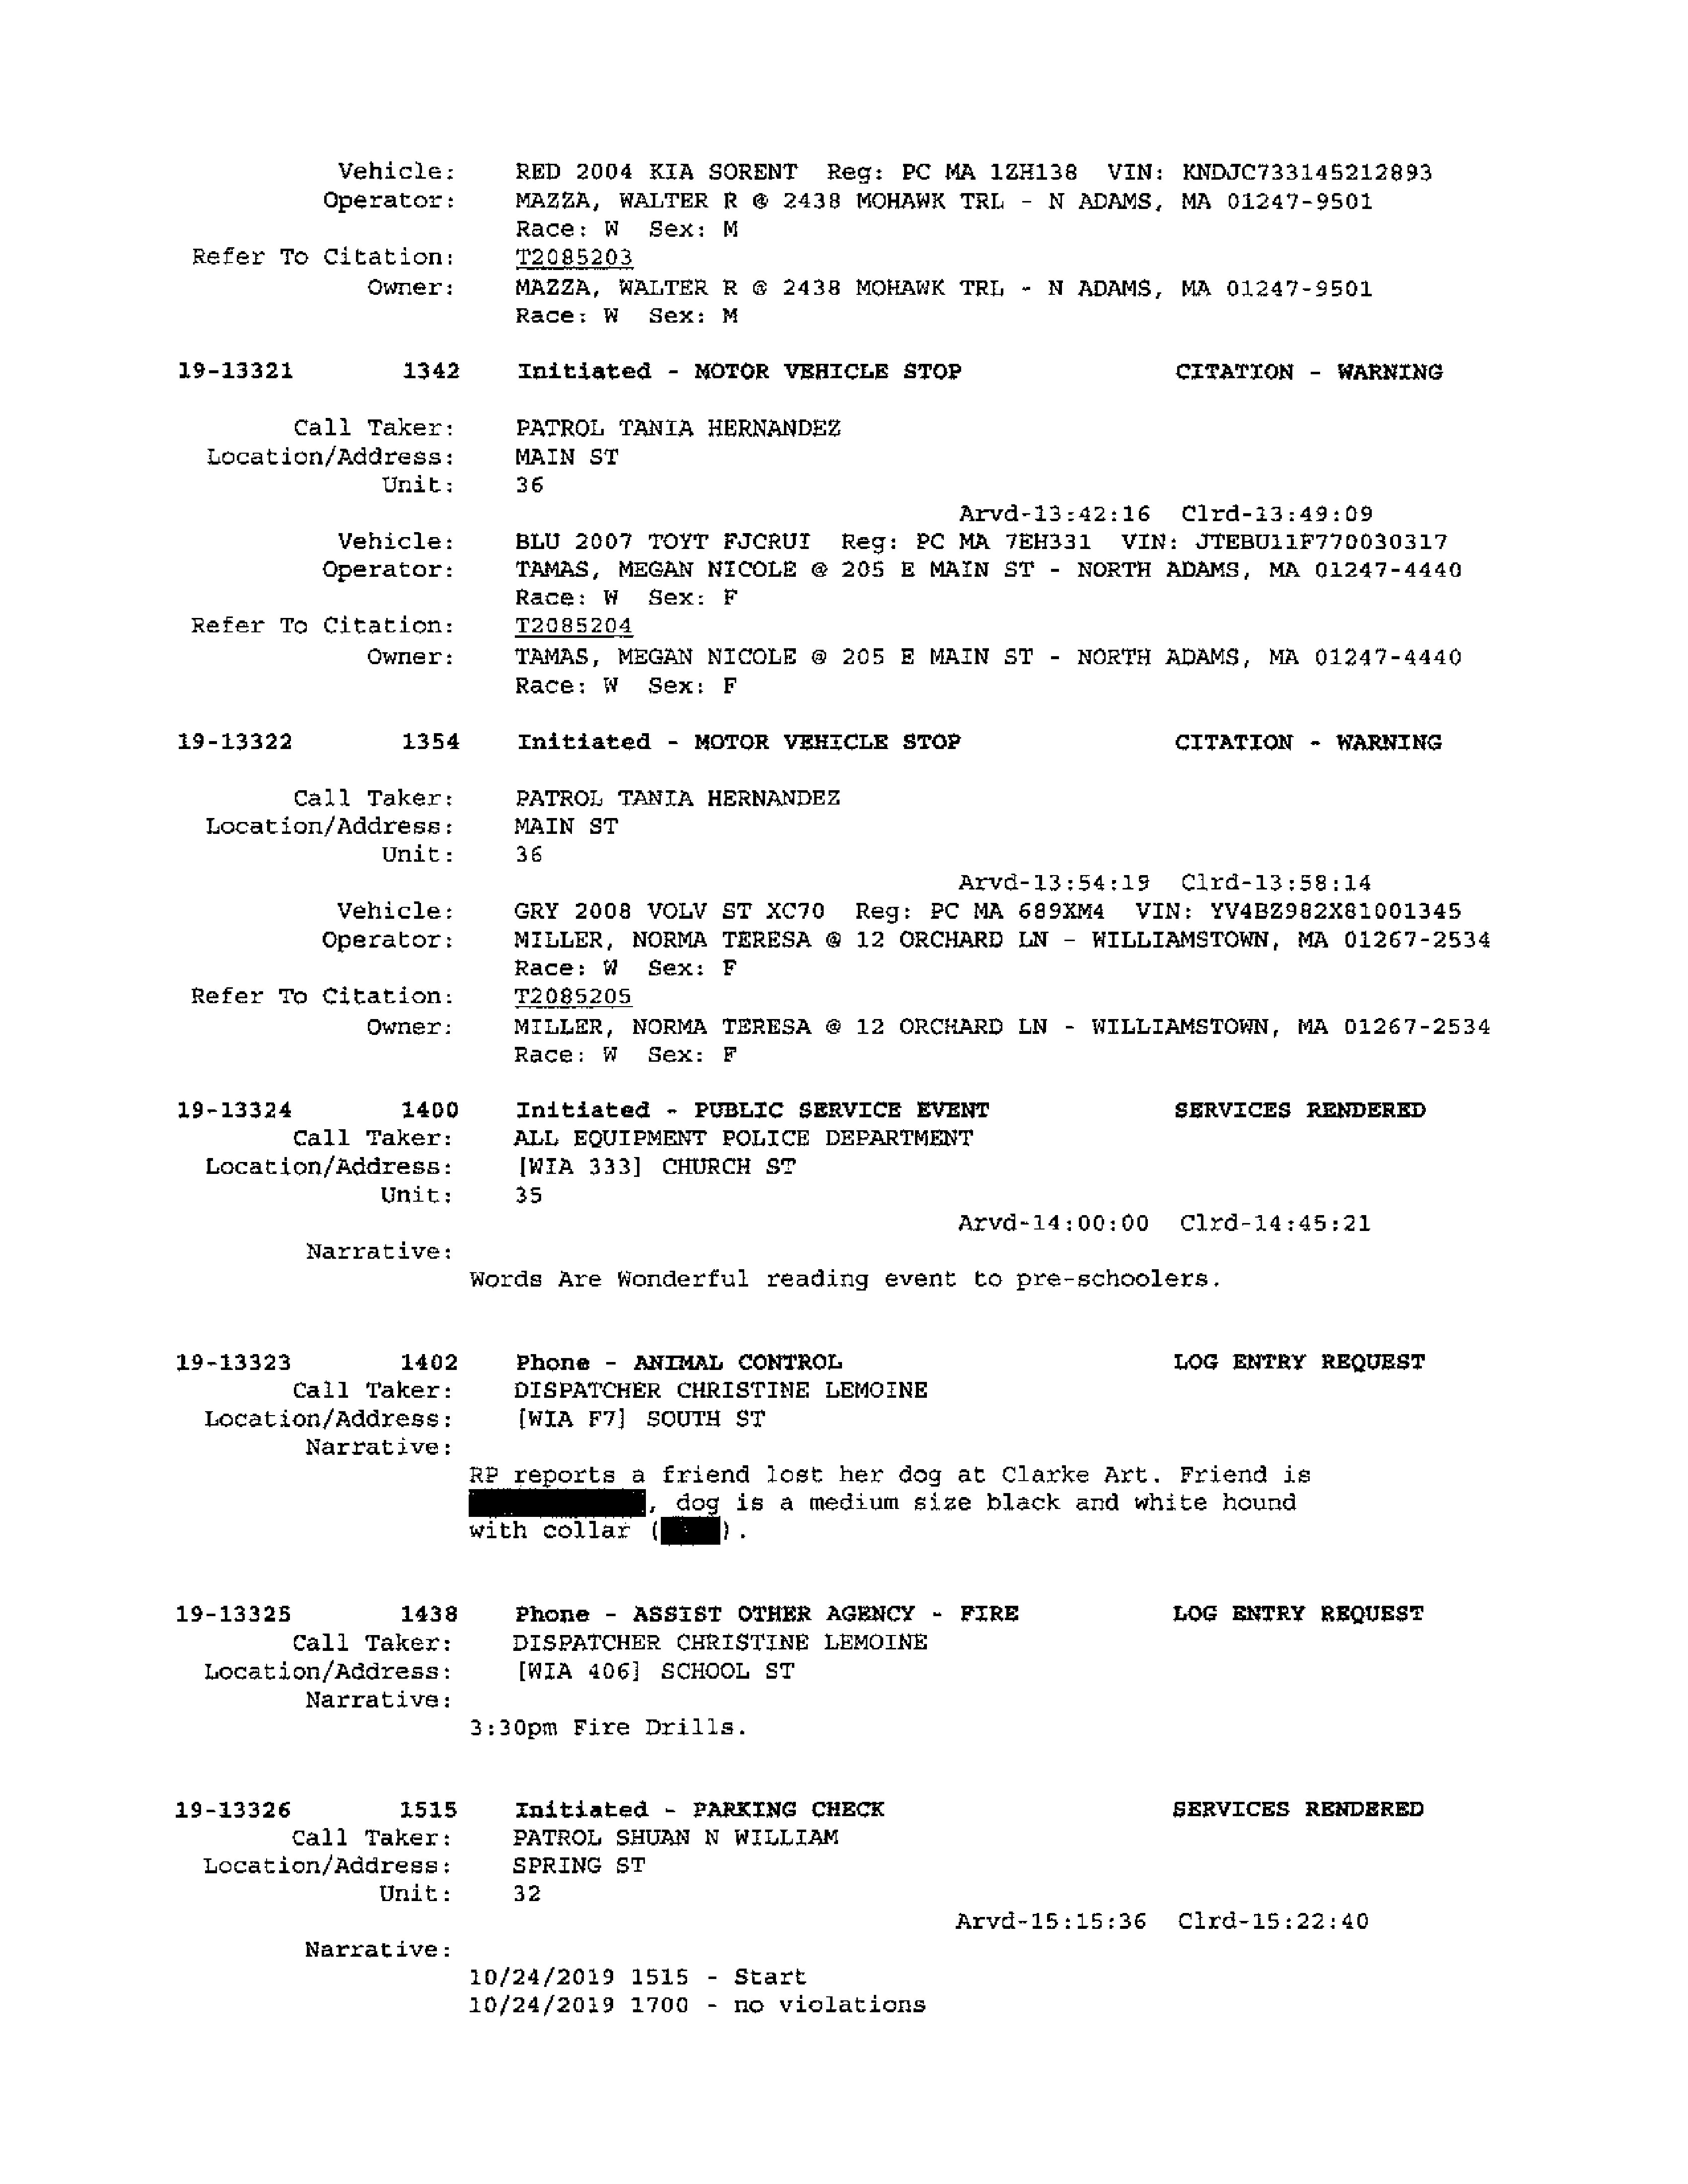 Vehicle: RED 2004 KIA SORENT Reg: PC MA 1ZH138 VIN: KNDJC733145212893
Operator: MAZZA, WALTER R @ 2438 MOHAWK TRL - N ADAMS, MA 01247-9501
Race: W Sex: M
Refer To Citation: T2085203
Owner: MAZZA, WALTER R @ 2438 MOHAWK TRL - N ADAMS, MA 01247-9501
Race: W Sex: M
19-13321 1342 Initiated - MOTOR VEHICLE STOP CITATION - WARNING
Call Taker: PATROL TANIA HERNANDEZ
Location/Address: MAIN ST
Unit: 36
Arvd-13:42:16 Clrd-13:49:09
Vehicle: BLU 2007 TOYT FJCRUI Reg: PC MA 7EH331 VIN: JTEBU11F770030317
Operator: TAMAS, MEGAN NICOLE @ 205 E MAIN ST - NORTH ADAMS, MA 01247-4440
Race: W Sex: F
Refer To Citation: T2085204
Owner: TAMAS, MEGAN NICOLE @ 205 E MAIN ST - NORTH ADAMS, MA 01247-4440
Race: W Sex: F
19-13322 1354 Initiated - MOTOR VEHICLE STOP CITATION - WARNING
Call Taker: PATROL TANIA HERNANDEZ
Location/Address: MAIN ST
Unit: 36
Arvd-13:54:19 Clrd-13:58:14
Vehicle: GRY 2008 VOLV ST XC70 Reg: PC MA 689XM4 VIN: YV4BZ982X81001345
Operator: MILLER, NORMA TERESA @ 12 ORCHARD LN - WILLIAMSTOWN, MA 01267-2534
Race: W Sex: F
Refer To Citation: T2085205
Owner: MILLER, NORMA TERESA @ 12 ORCHARD LN - WILLIAMSTOWN, MA 01267-2534
Race: W Sex: F
19-13324 1400 Initiated - PUBLIC SERVICE EVENT SERVICES RENDERED
Call Taker: ALL EQUIPMENT POLICE DEPARTMENT
Location/Address: [WIA 333] CHURCH ST
Unit: 35
Arvd-14:00:00 Clrd-14:45:21
Narrative:
Words Are Wonderful reading event to pre-schoolers.
19-13323 1402 Phone - ANIMAL CONTROL LOG ENTRY REQUEST
Call Taker: DISPATCHER CHRISTINE LEMOINE
Location/Address: [WIA F7] SOUTH ST
Narrative:
RP reports a friend lost her dog at Clarke Art. Friend is
, dog is a medium size black and white hound
with collar ( ).
19-13325 1438 Phone - ASSIST OTHER AGENCY - FIRE LOG ENTRY REQUEST
Call Taker: DISPATCHER CHRISTINE LEMOINE
Location/Address: [WIA 406] SCHOOL ST
Narrative:
3:30pm Fire Drills.
19-13326 1515 Initiated - PARKING CHECK SERVICES RENDERED
Call Taker: PATROL SHUAN N WILLIAM
Location/Address: SPRING ST
Unit: 32
Arvd-15:15:36 Clrd-15:22:40
Narrative:
10/24/2019 1515 - Start
10/24/2019 1700 - no violations